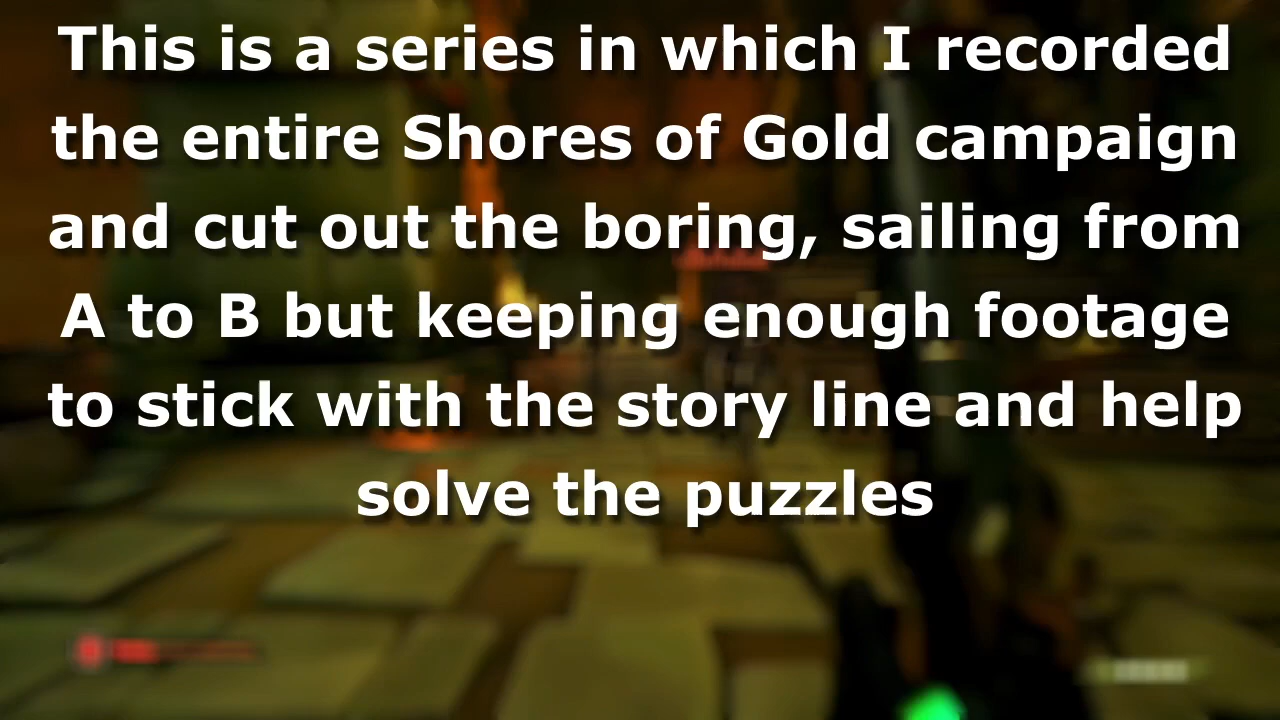 This is a series in which I recorded
the entire Shores of Gold campaign
and cut out the boring, sailing from
A to B but keeping enough footage
to stick with the story line and help
solve the puzzles